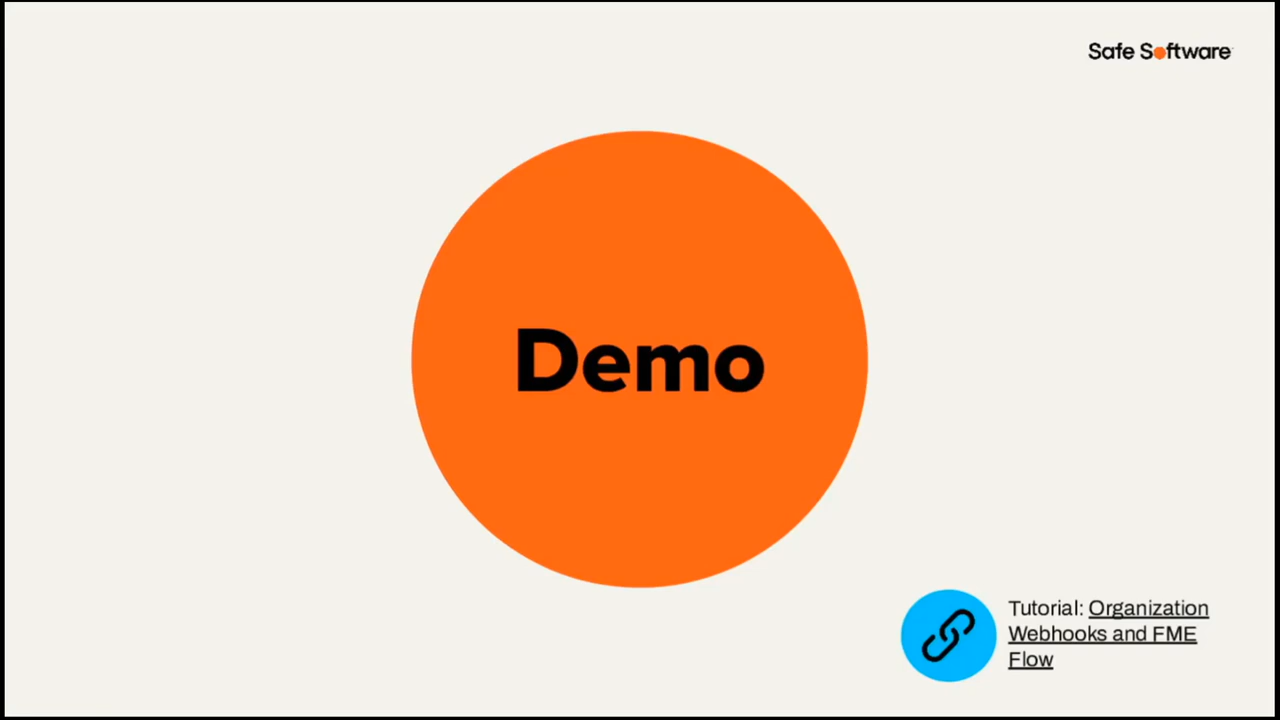 Safe Software
Demo
Tutorial: Organization
Webhooks and FME
Flow